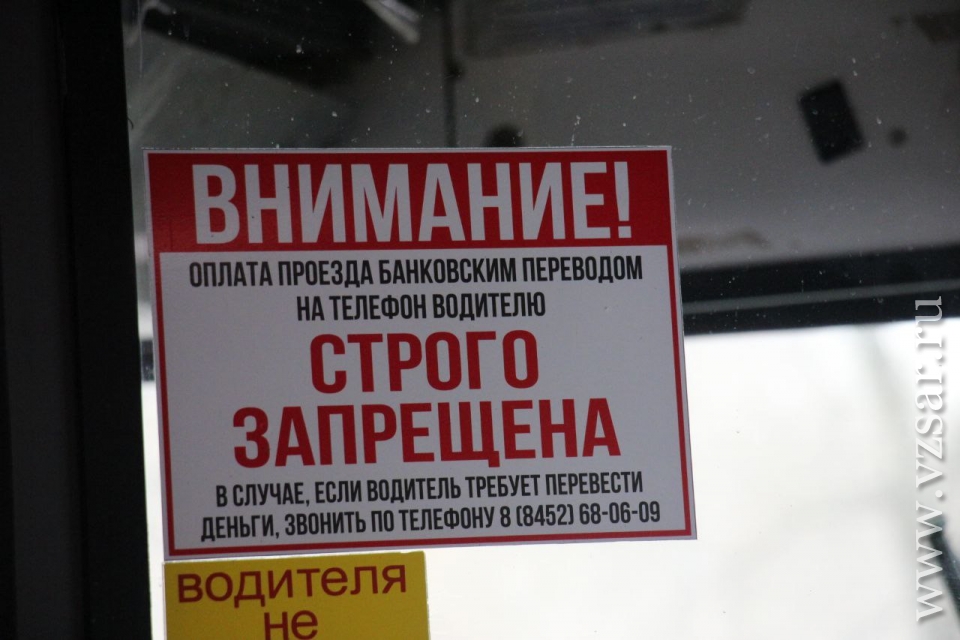 ВНИМАНИЕ!
ОПЛАТА ПРОЕЗДА БАНКОВСКИМ ПЕРЕВОДОМ
НА ТЕЛЕФОН ВОДИТЕЛЮ
СТРОГО
ЗАПРЕЩЕНА
В СЛУЧАЕ, ЕСЛИ ВОДИТЕЛЬ ТРЕБУЕТ ПЕРЕВЕСТИ
ДЕНЬГИ, ЗВОНИТЬ ПО ТЕЛЕФОНУ 8 (8452) 68-06-09
водителя
не
www.vzsar.ru